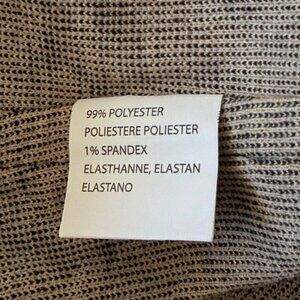 99% POLYESTER
POLIESTERE POLIESTER
1% SPANDEX
ELASTHANNE, ELASTAN
ELASTANO